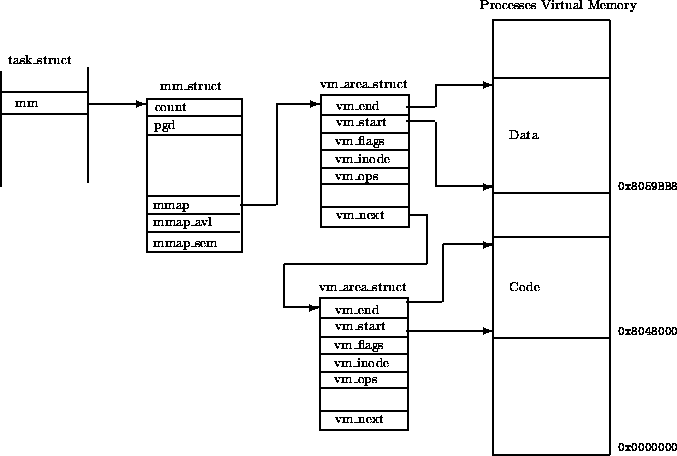 Processes Virtual Memory
task_struct
mm
mm_struct
count
pgd
mmap
mmap_avl
mmap_sem
vm_area_struct
vm_end
vm_start
vm_flags
vm_inode
vm_ops
vm_next
vm_area_struct
vm_end
vm_start
vm_flags
vm_inode
vm_ops
vm_next
Data
0x8059BB8
Code
0x8048000
0x0000000